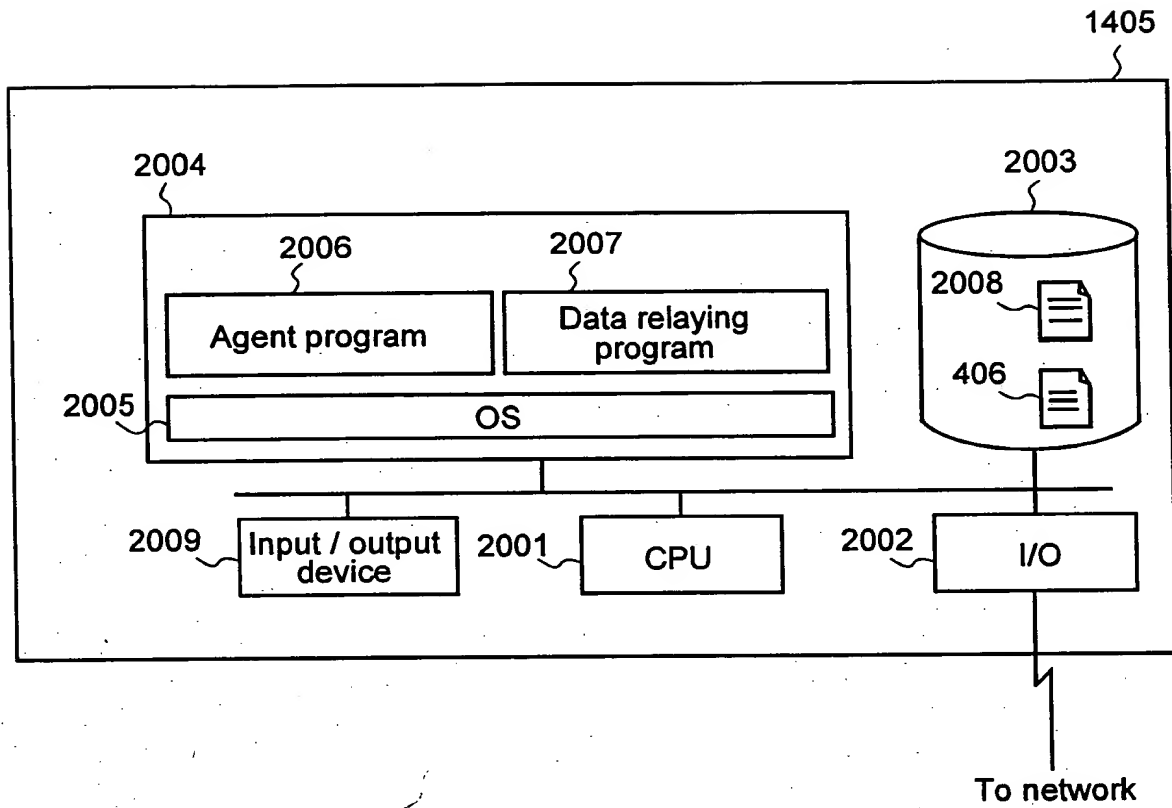 1405
2004
2003
2006
2007
2008
Agent program
Data relaying
program
406
2005
OS
2009
Input / output
device
2001
CPU
2002
I/O
To network